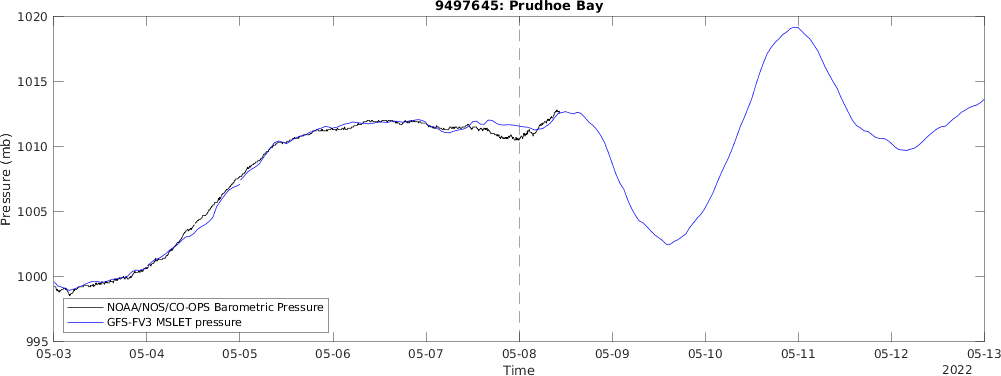 9497645: Prudhoe Bay
1020
1015
1010
1005
1000
995
Pressure (mb)
NOAA/NOS/CO-OPS Barometric Pressure
GFS-FV3 MSLET pressure
05-03 05-04 05-05 05-06 05-07 05-08 05-09 05-10 05-11 05-12 05-13
Time
2022